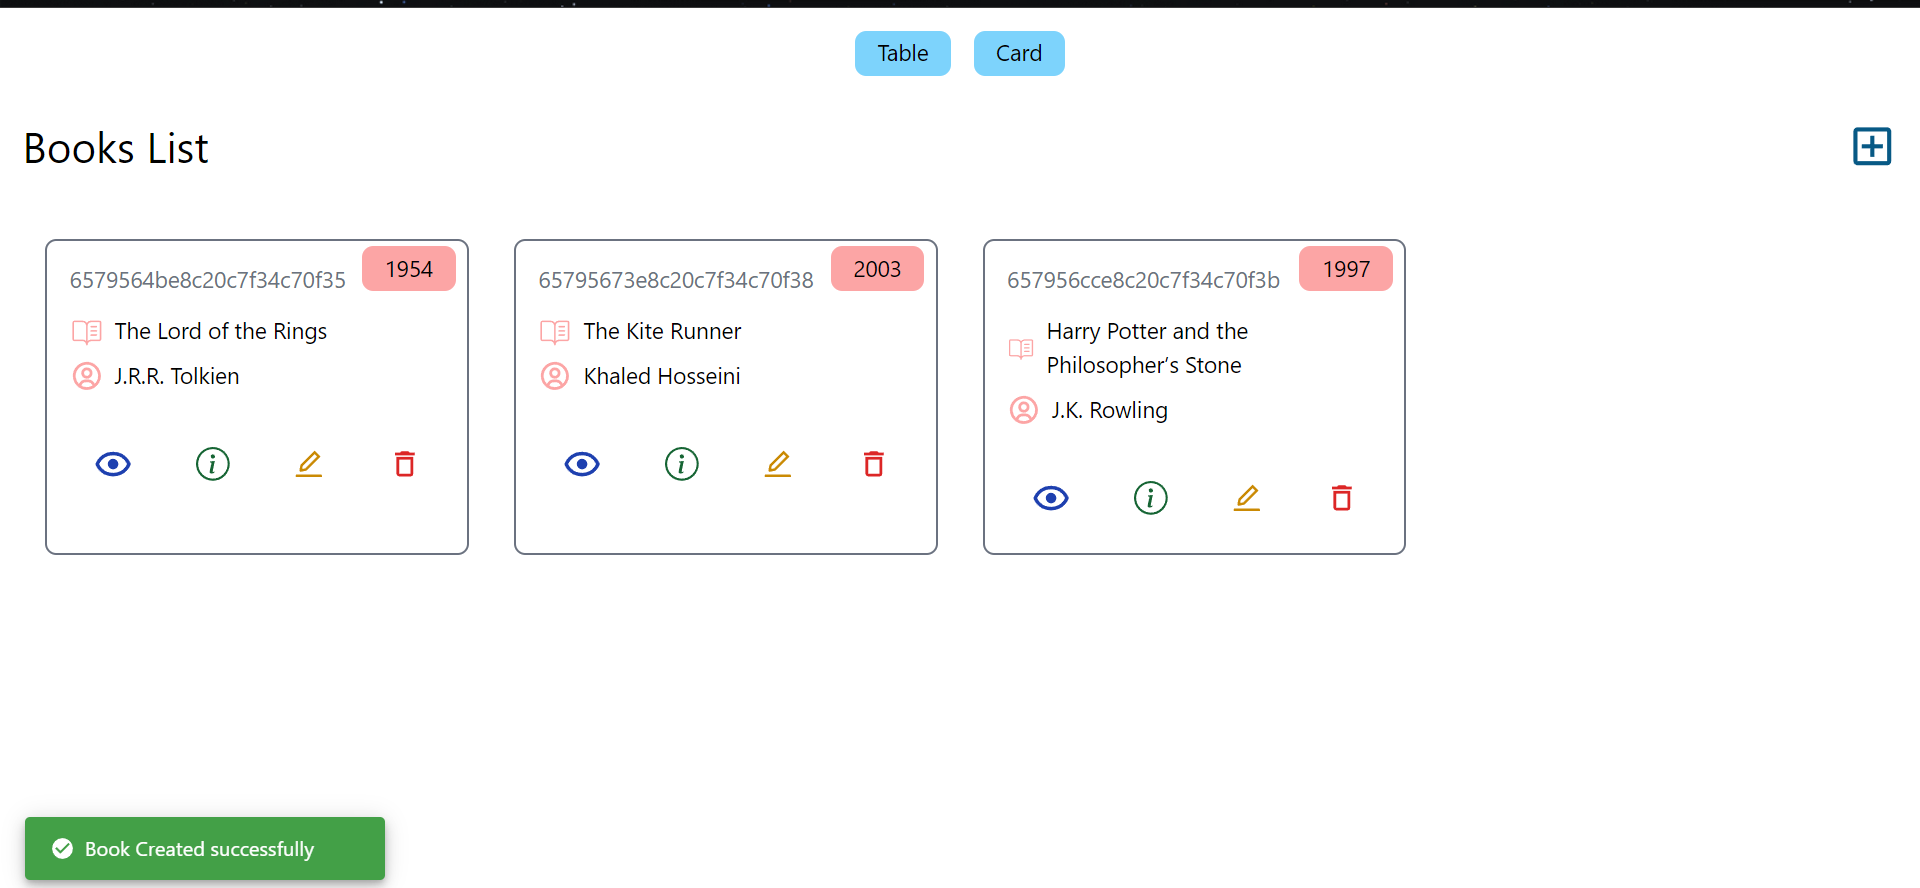 Table
Card
Books List
6579564be8c20c7f34c70f35
1954
The Lord of the Rings
J.R.R. Tolkien
65795673e8c20c7f34c70f38
2003
The Kite Runner
Khaled Hosseini
657956cce8c20c7f34c70f3b
1997
Harry Potter and the
Philosopher’s Stone
J.K. Rowling
Book Created successfully